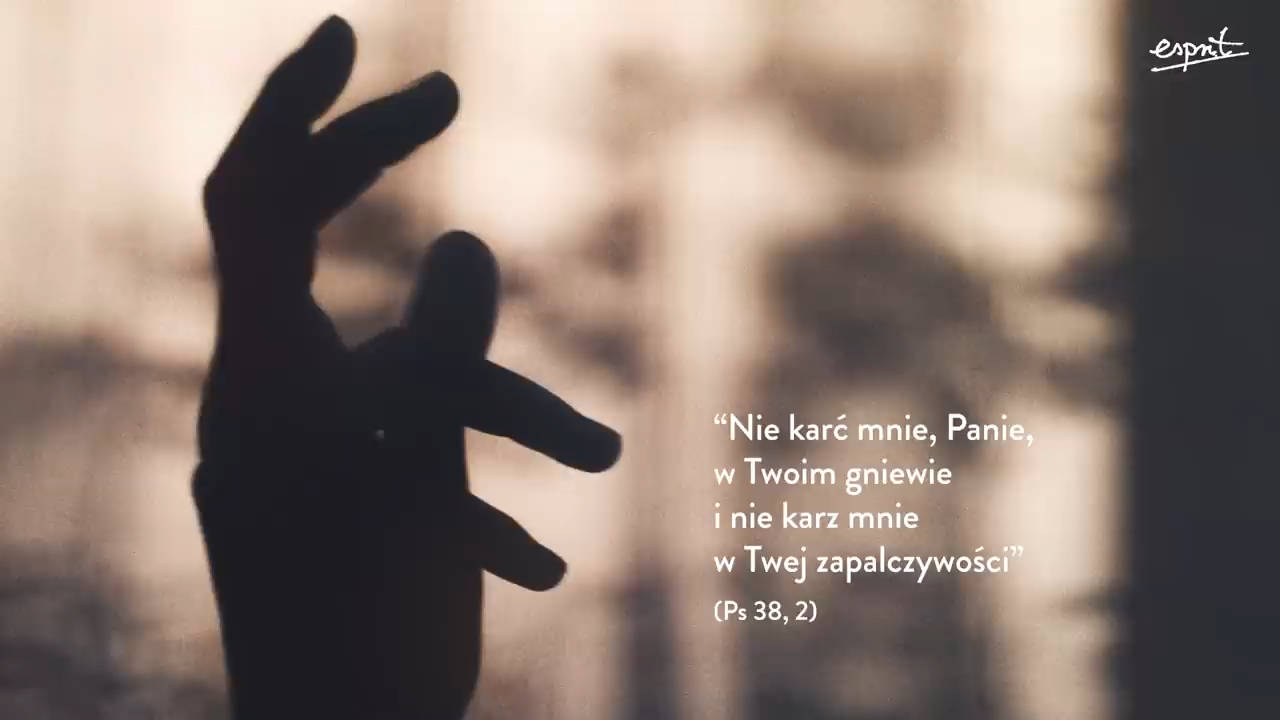 esprit
“Nie karć mnie, Panie,
w Twoim gniewie
i nie karz mnie
w Twej zapalczywości”
(Ps 38, 2)